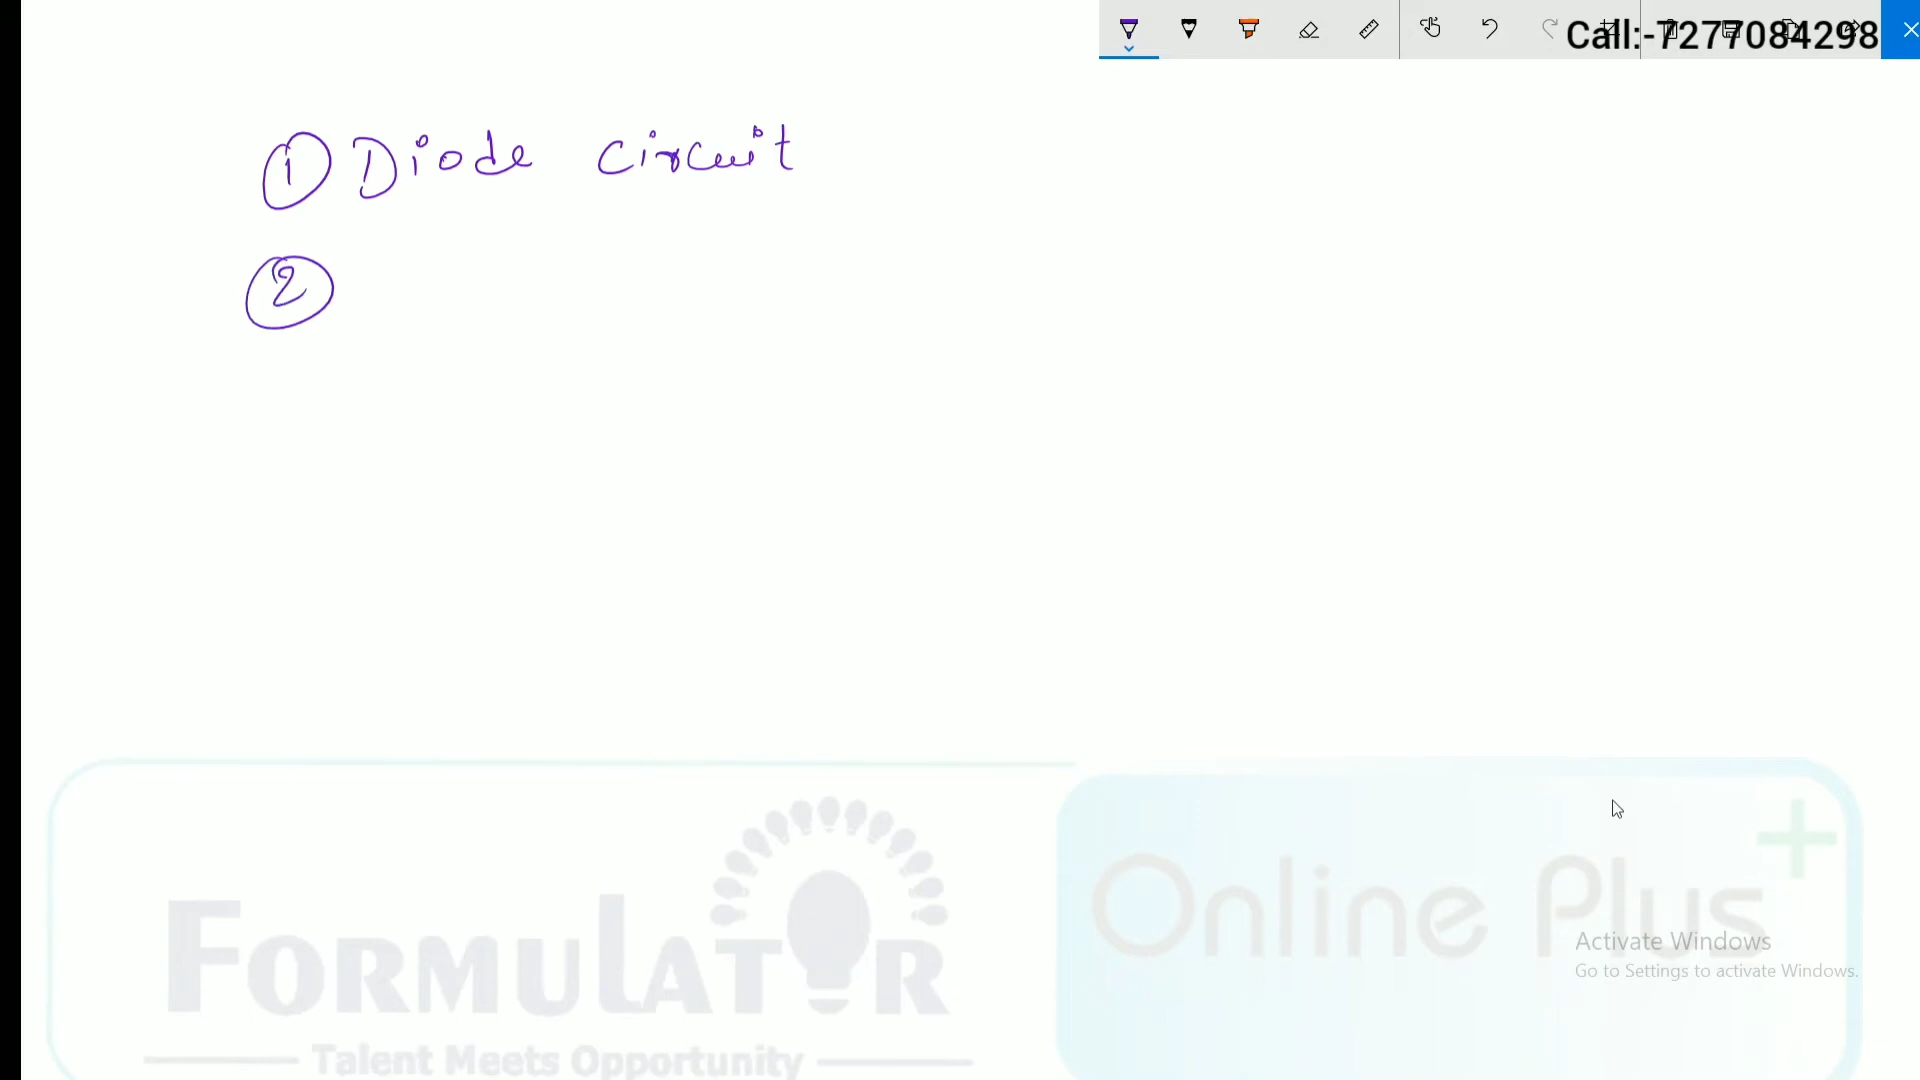 Call:-7277084298
① Diode circuit
②
FORMULATOR
Talent Meets Opportunity
Online Plus
Activate Windows
Go to Settings to activate Windows.